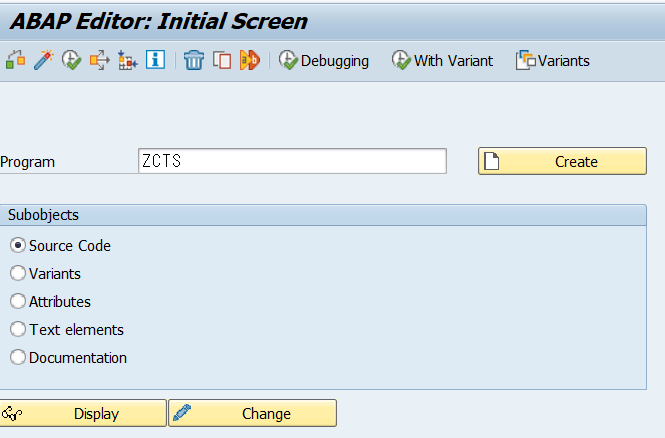 ABAP Editor: Initial Screen
Debugging With Variant Variants
Program ZCTS Create
Subobjects
Source Code
Variants
Attributes
Text elements
Documentation
Display Change